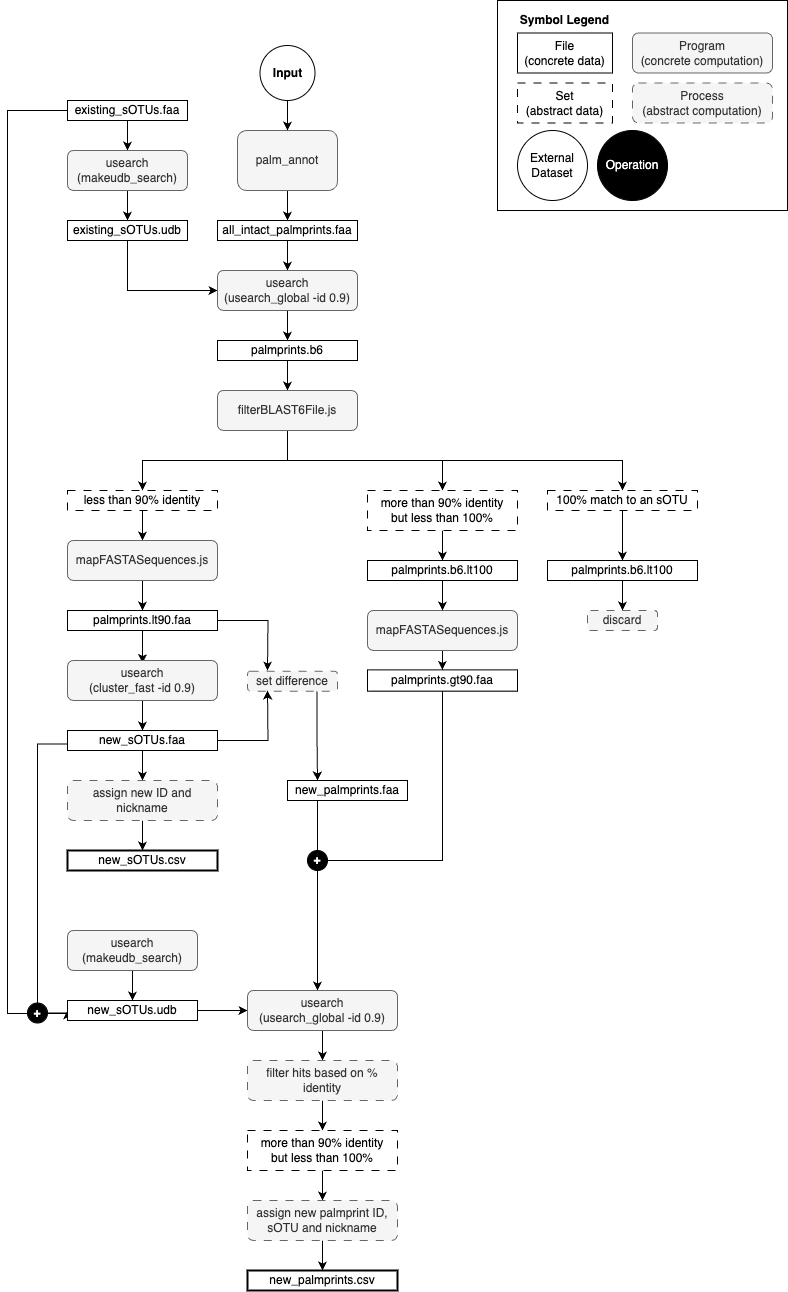 Symbol Legend
File
(concrete data)
Program
(concrete computation)
Set
(abstract data)
Process
(abstract computation)
External
Dataset
Operation
Input
existing_sOTUs.faa
usearch
(makeudb_search)
palm_annot
existing_sOTUs.udb
all_intact_palmprints.faa
usearch
(usearch_global -id 0.9)
palmprints.b6
filterBLAST6File.js
less than 90% identity
more than 90% identity
but less than 100%
100% match to an sOTU
mapFASTASequences.js
palmprints.b6.lt100
palmprints.b6.lt100
palmprints.lt90.faa
mapFASTASequences.js
discard
usearch
(cluster_fast -id 0.9)
set difference
palmprints.gt90.faa
new_sOTUs.faa
assign new ID and
nickname
new_palmprints.faa
new_sOTUs.csv
+
usearch
(makeudb_search)
+
new_sOTUs.udb
usearch
(usearch_global -id 0.9)
filter hits based on %
identity
more than 90% identity
but less than 100%
assign new palmprint ID,
sOTU and nickname
new_palmprints.csv